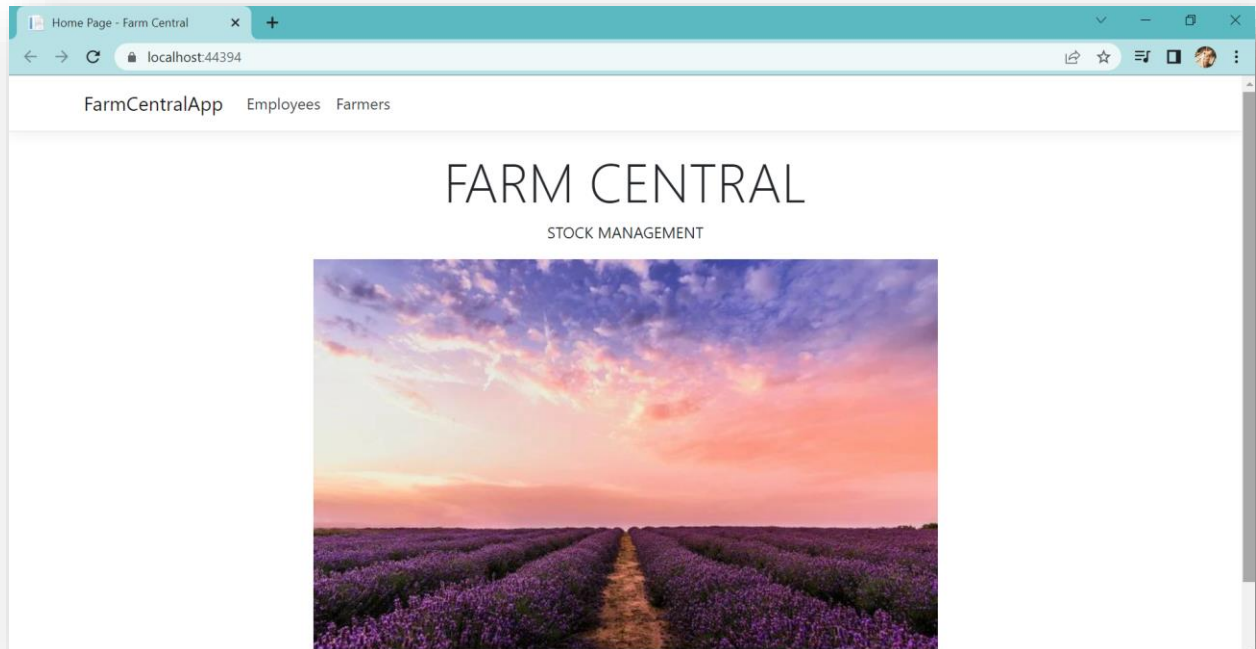 Home Page - Farm Central
localhost:44394
FarmCentralApp Employees Farmers
FARM CENTRAL
STOCK MANAGEMENT